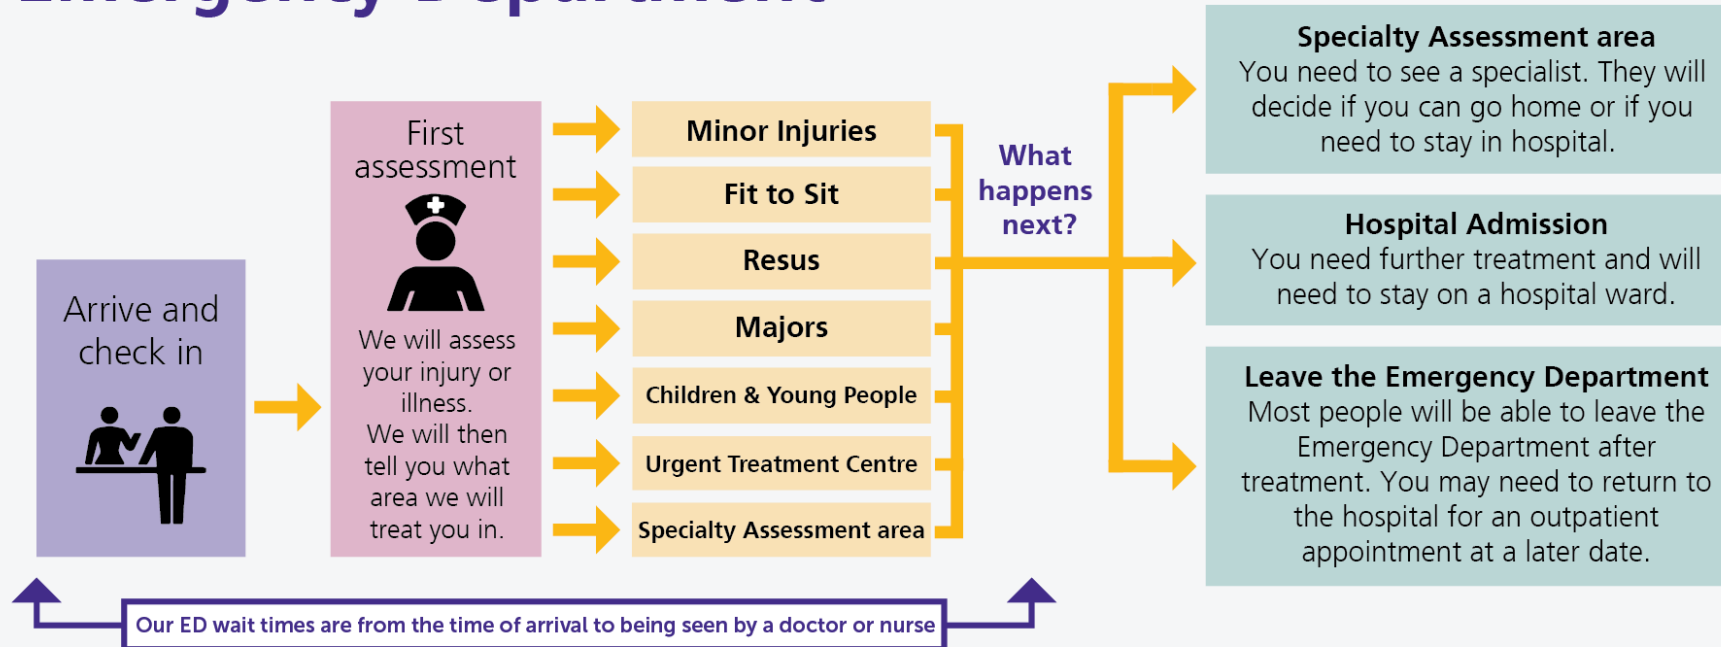 Emergency Department
Arrive and
check in
First
assessment
We will assess
your injury or
illness.
We will then
tell you what
area we will
treat you in.
Minor Injuries
Fit to Sit
Resus
Majors
Children & Young People
Urgent Treatment Centre
Specialty Assessment area
What
happens
next?
Specialty Assessment area
You need to see a specialist. They will
decide if you can go home or if you
need to stay in hospital.
Hospital Admission
You need further treatment and will
need to stay on a hospital ward.
Leave the Emergency Department
Most people will be able to leave the
Emergency Department after
treatment. You may need to return to
the hospital for an outpatient
appointment at a later date.
Our ED wait times are from the time of arrival to being seen by a doctor or nurse